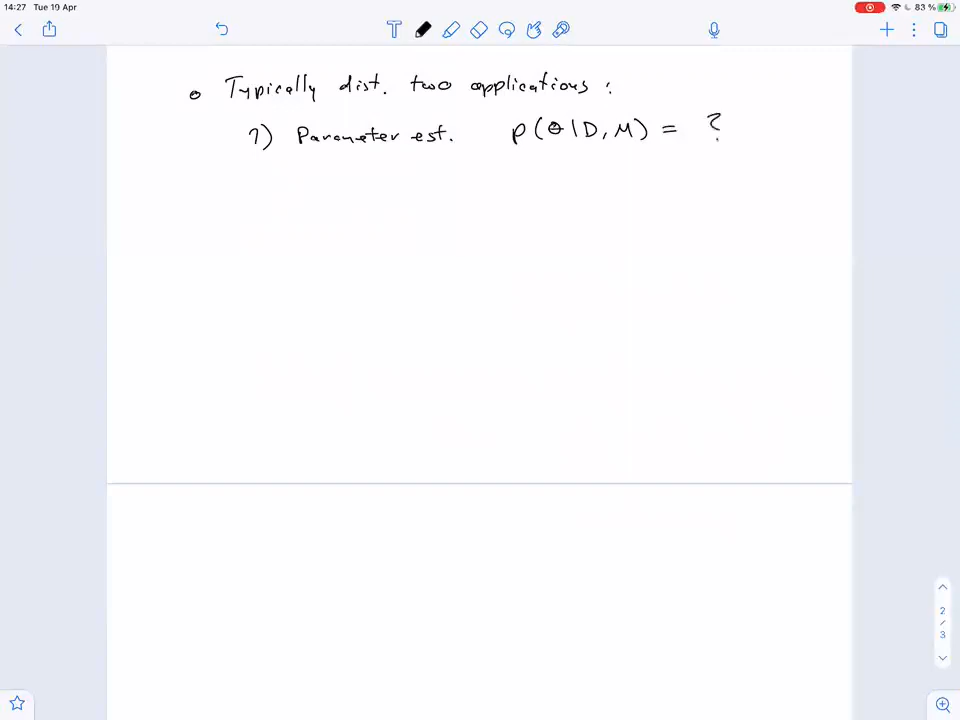 14:27 Tue 19 Apr 83 %
T
• Typically dist. two applications :
1) Parameter est. p(θ|D, M) = ?
2
/
3